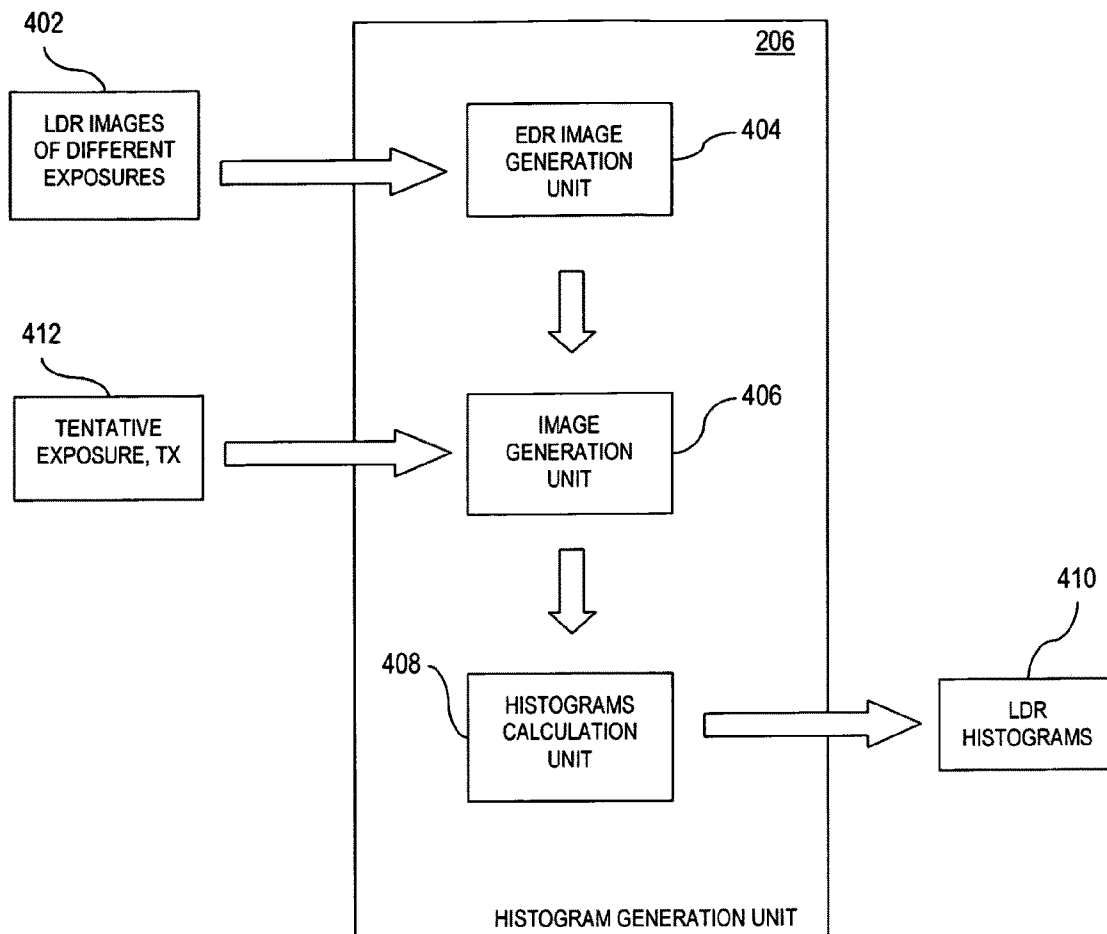 402
206
LDR IMAGES
OF DIFFERENT
EXPOSURES
EDR IMAGE
GENERATION
UNIT
404
412
TENTATIVE
EXPOSURE, TX
IMAGE
GENERATION
UNIT
406
408
HISTOGRAMS
CALCULATION
UNIT
410
LDR
HISTOGRAMS
HISTOGRAM GENERATION UNIT